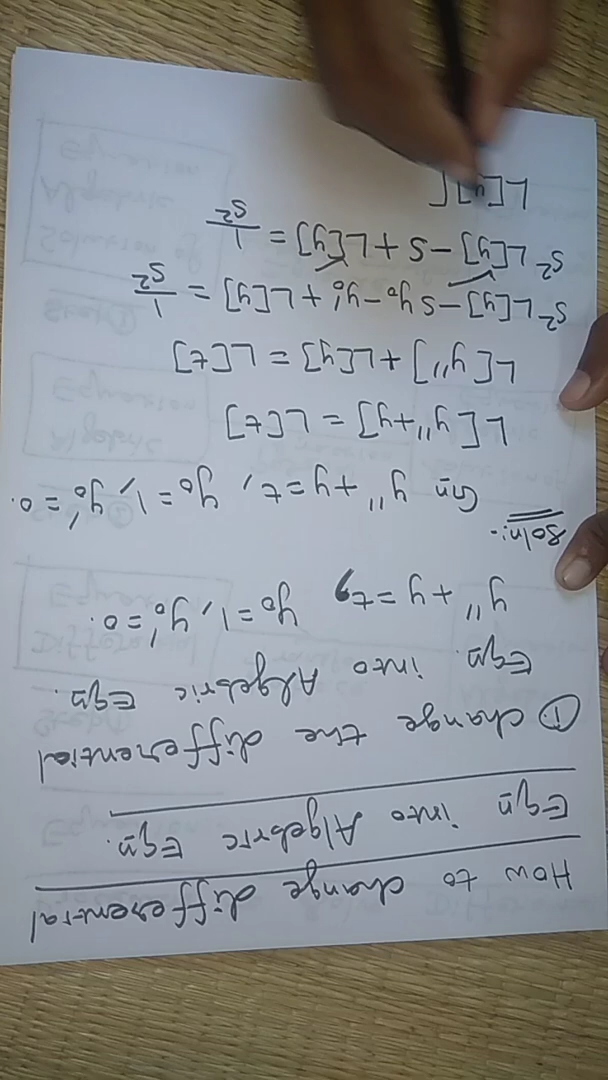 How to change differential
Eqn into Algebric Eqn.
① change the differential
Eqn. into Algebric Eqn.
y'' + y = t, y₀ = 1, y₀' = 0.
Soln:-
Gn y'' + y = t, y₀ = 1, y₀' = 0.
L[y'' + y] = L[t]
L[y''] + L[y] = L[t]
s² L[y] - s y₀ - y₀' + L[y] = 1/s²
s² L[y] - s + L[y] = 1/s²
L[y] [